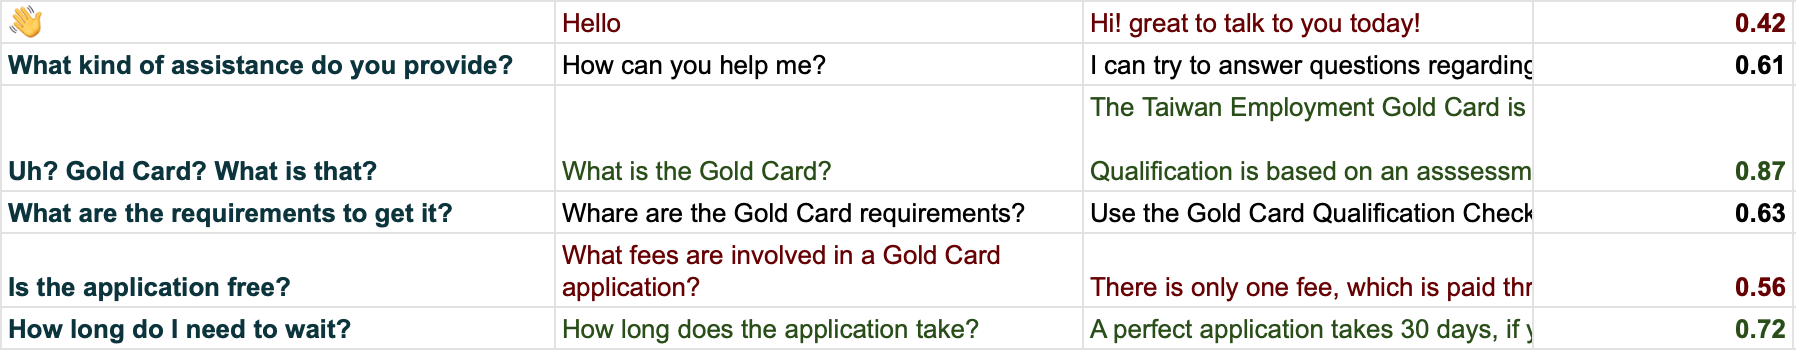 👋 Hello Hi! great to talk to you today! 0.42
What kind of assistance do you provide? How can you help me? I can try to answer questions regarding 0.61
The Taiwan Employment Gold Card is
Uh? Gold Card? What is that? What is the Gold Card? Qualification is based on an asssessm 0.87
What are the requirements to get it? Whare are the Gold Card requirements? Use the Gold Card Qualification Check 0.63
What fees are involved in a Gold Card
Is the application free? application? There is only one fee, which is paid thr 0.56
How long do I need to wait? How long does the application take? A perfect application takes 30 days, if y 0.72